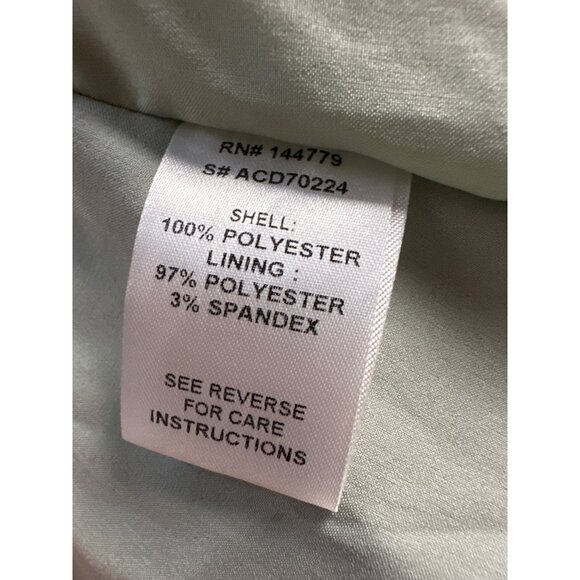 RN# 144779
S# ACD70224
SHELL:
100% POLYESTER
LINING :
97% POLYESTER
3% SPANDEX
SEE REVERSE
FOR CARE
INSTRUCTIONS